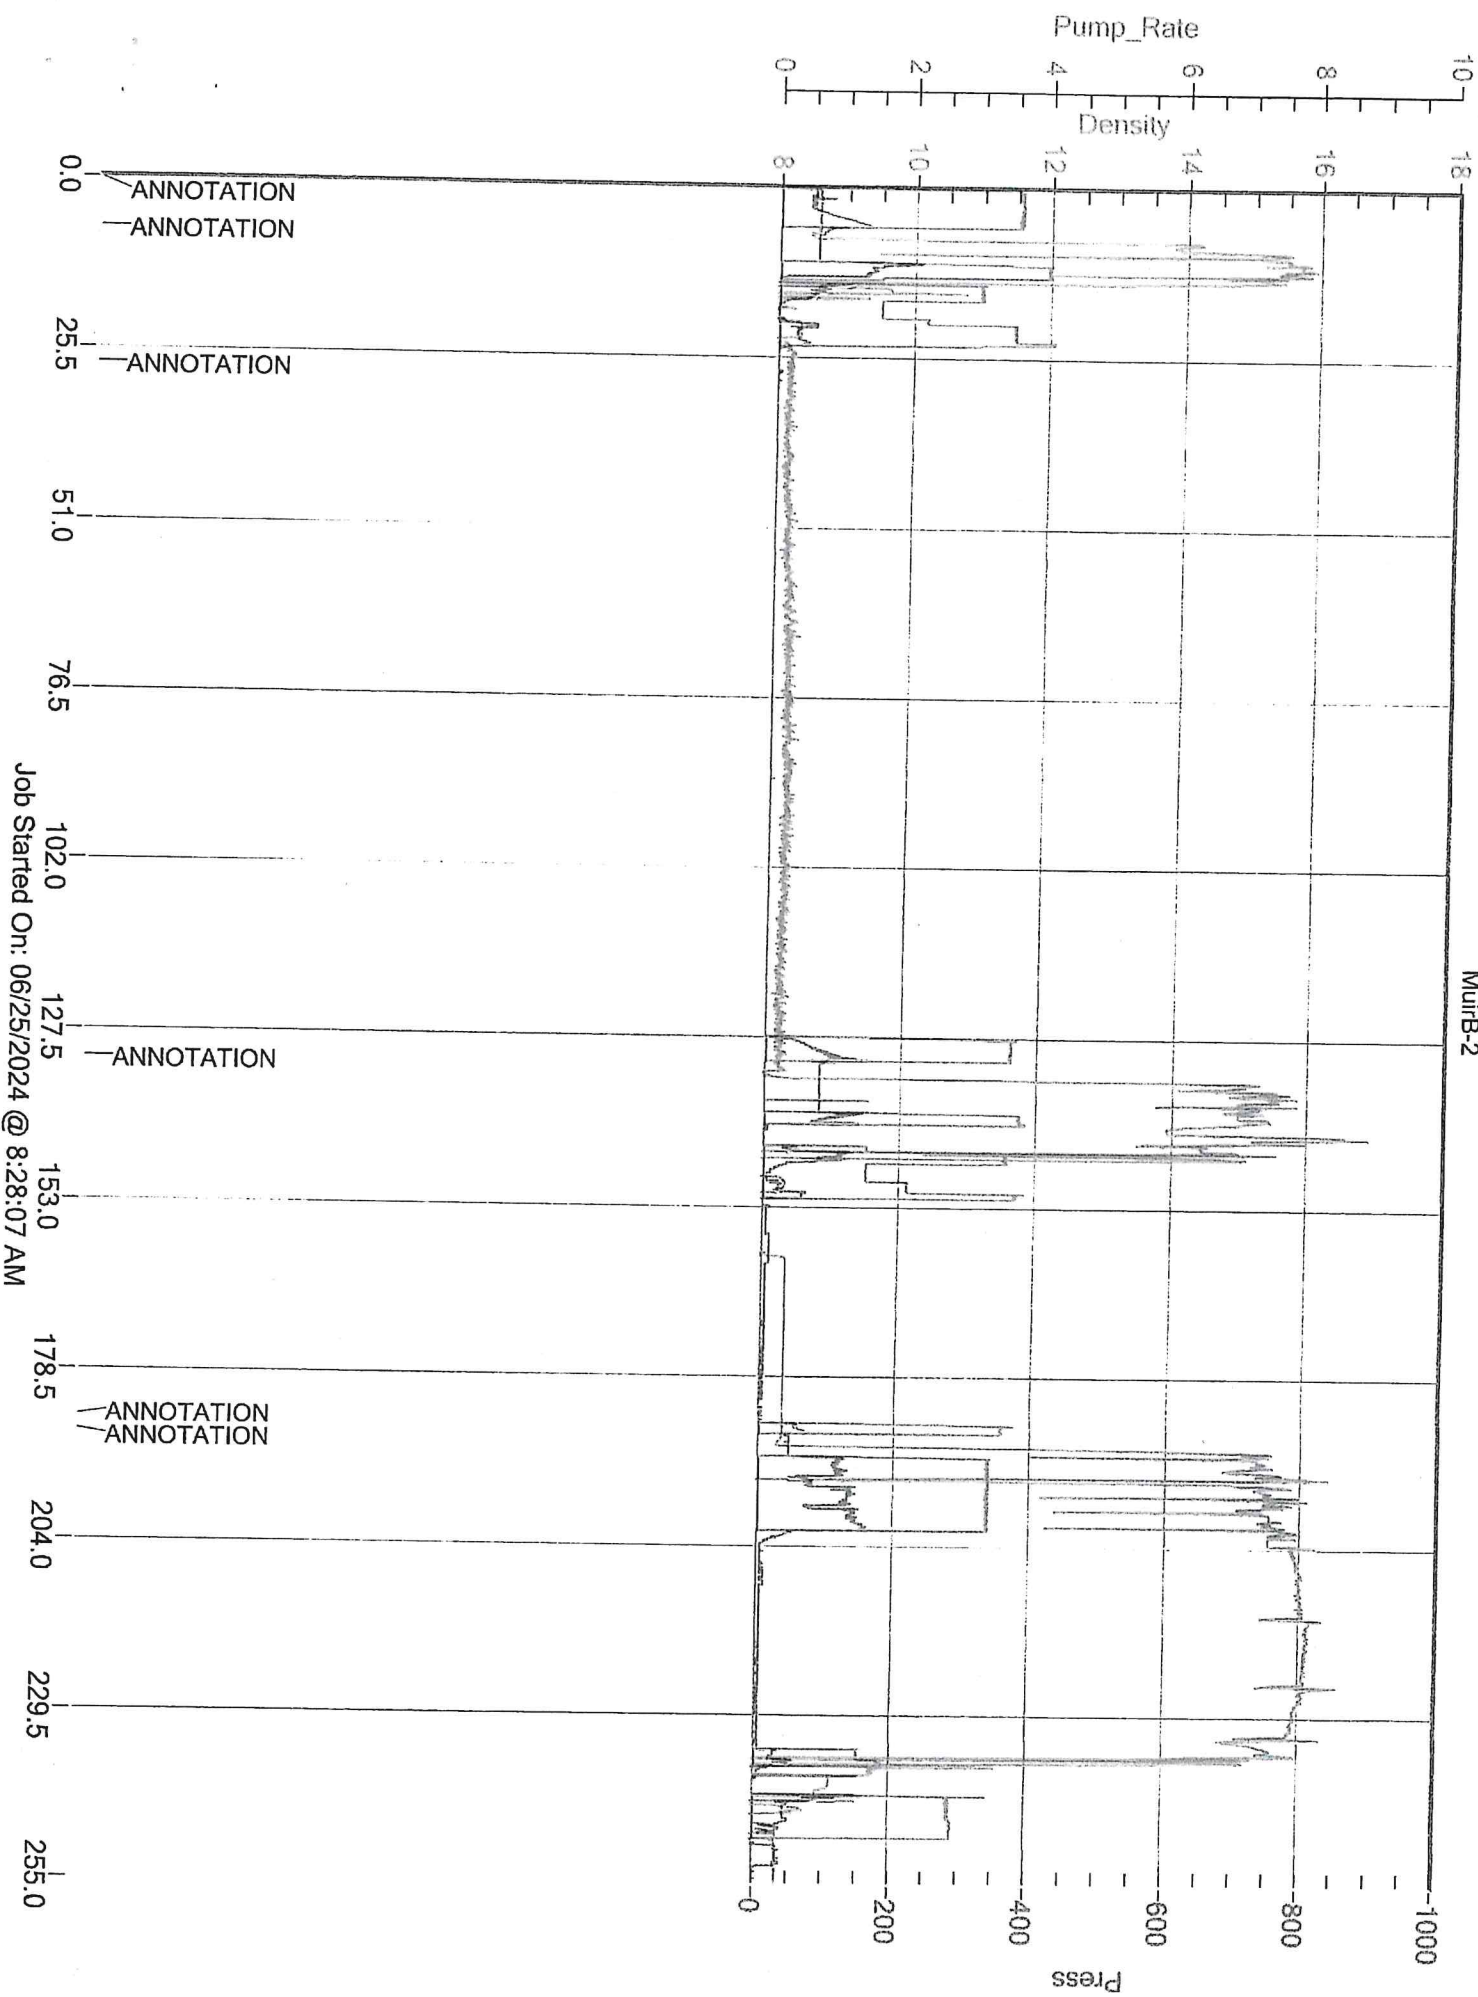 MuirB-2
Pump_Rate
10
8
6
4
2
0
Density
18
16
14
12
10
8
Press
1000
800
600
400
200
0
0.0
25.5
51.0
76.5
102.0
127.5
153.0
178.5
204.0
229.5
255.0
ANNOTATION
ANNOTATION
ANNOTATION
ANNOTATION
ANNOTATION
ANNOTATION
Job Started On: 06/25/2024 @ 8:28:07 AM